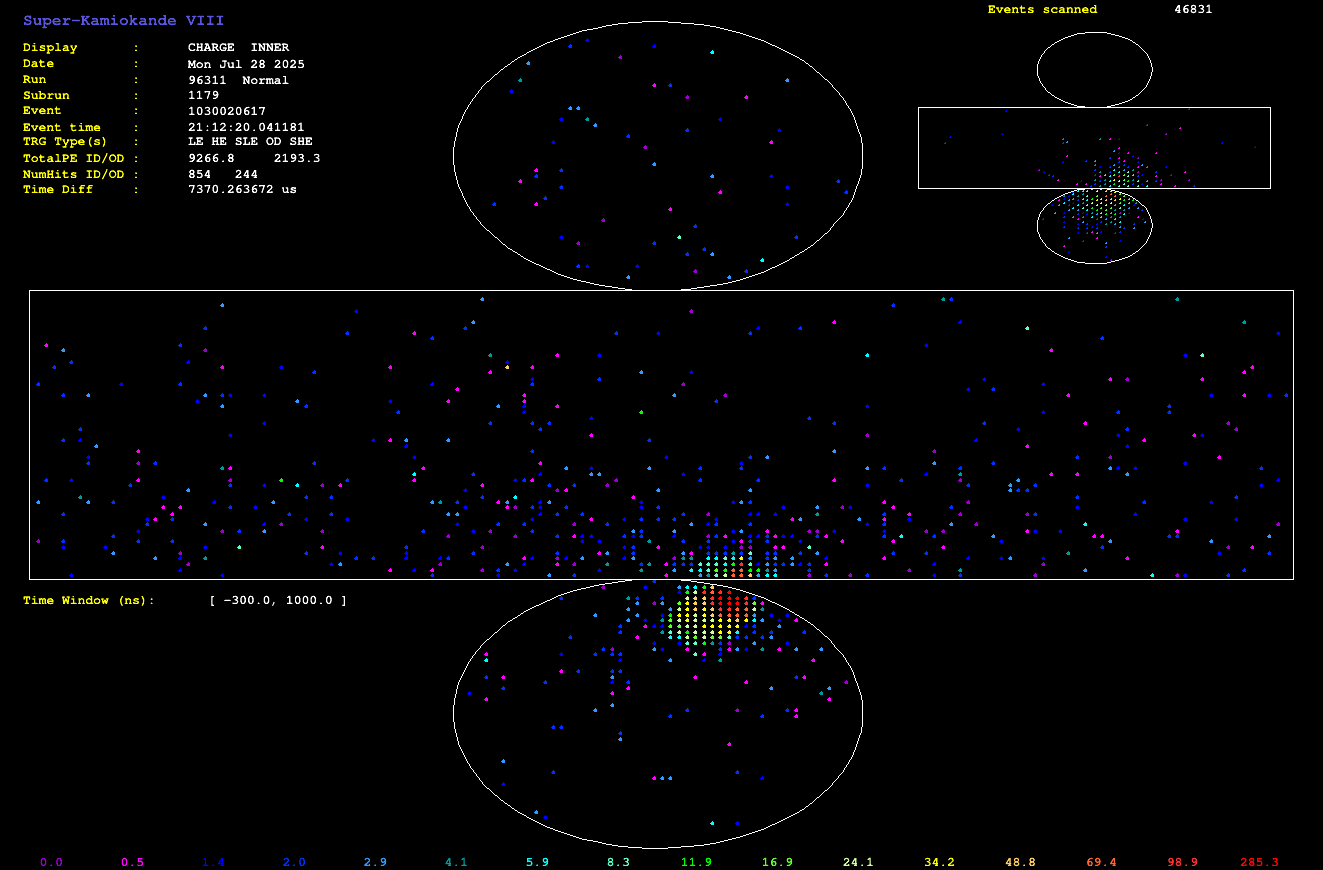 Super-Kamiokande VIII
Events scanned 46831
Display : CHARGE INNER
Date : Mon Jul 28 2025
Run : 96311 Normal
Subrun : 1179
Event : 1030020617
Event time : 21:12:20.041181
TRG Type(s) : LE HE SLE OD SHE
TotalPE ID/OD : 9266.8 2193.3
NumHits ID/OD : 854 244
Time Diff : 7370.263672 us
Time Window (ns): [ -300.0, 1000.0 ]
0.0 0.5 1.4 2.0 2.9 4.1 5.9 8.3 11.9 16.9 24.1 34.2 48.8 69.4 98.9 285.3